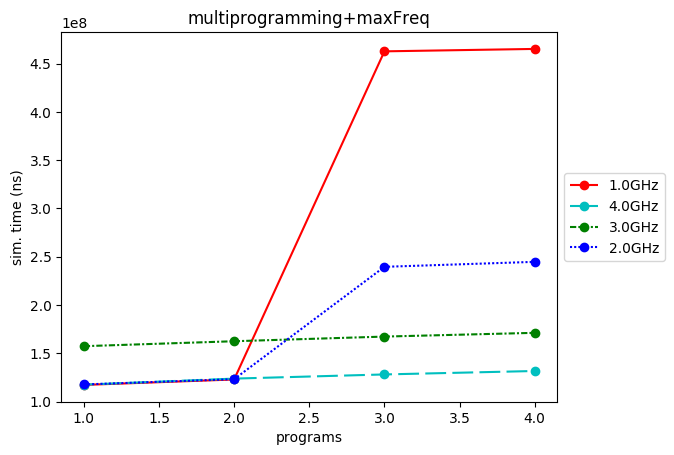 multiprogramming+maxFreq
1e8
4.5
4.0
3.5
3.0
2.5
2.0
1.5
1.0
sim. time (ns)
1.0 1.5 2.0 2.5 3.0 3.5 4.0
programs
1.0GHz
4.0GHz
3.0GHz
2.0GHz